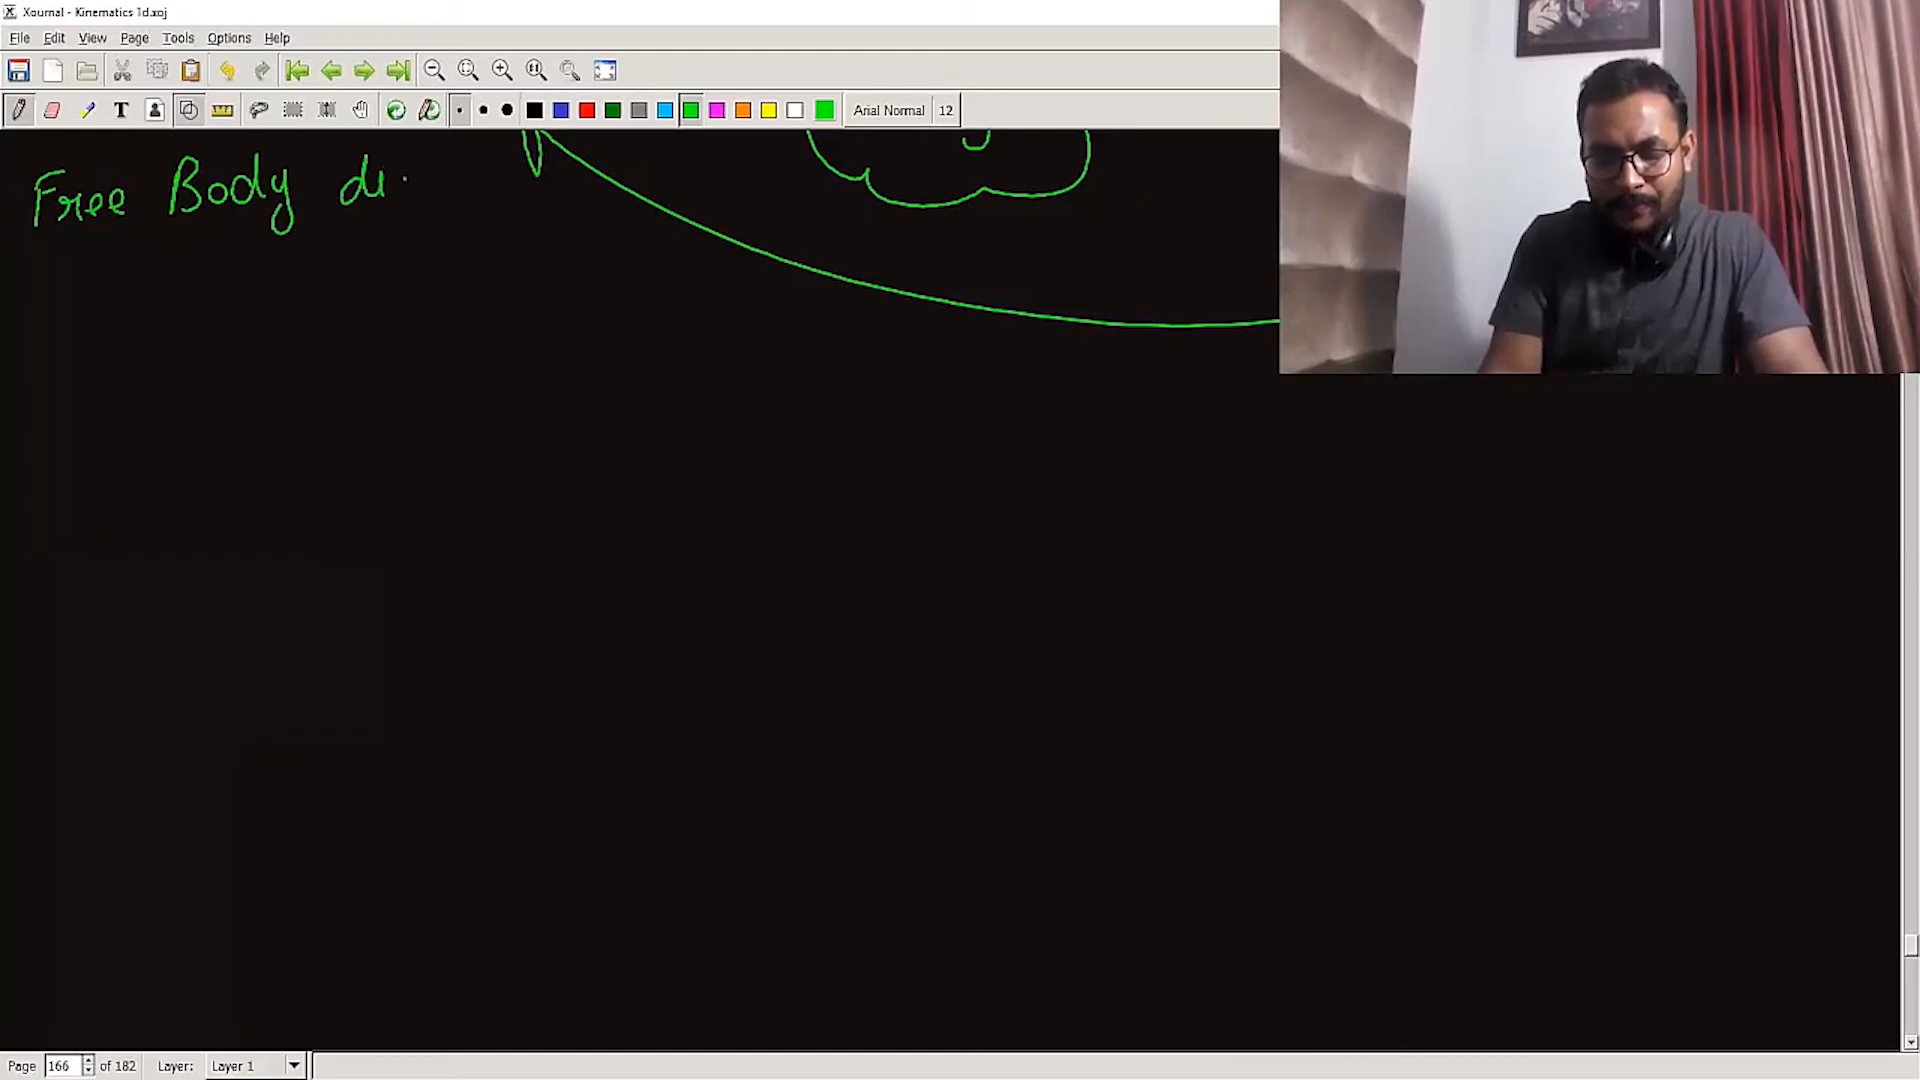 Xournal - Kinematics 1d.xoj
File Edit View Page Tools Options Help
Arial Normal 12
Free Body di
Page 166 of 182 Layer: Layer 1